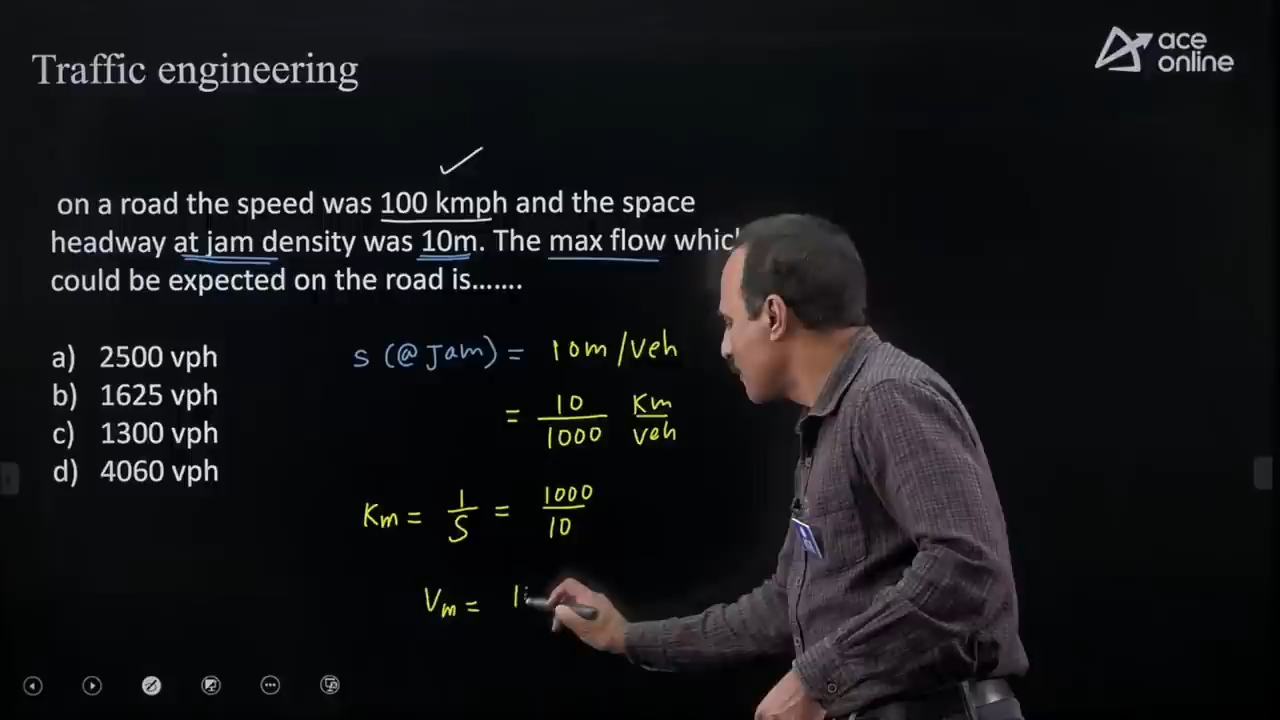 Traffic engineering
ace
online
on a road the speed was 100 kmph and the space
headway at jam density was 10m. The max flow
could be expected on the road is.......
a) 2500 vph
b) 1625 vph
c) 1300 vph
d) 4060 vph
s (@ Jam) = 10m/veh
= 10/1000 Km/veh
Km = 1/S = 1000/10
Vm =